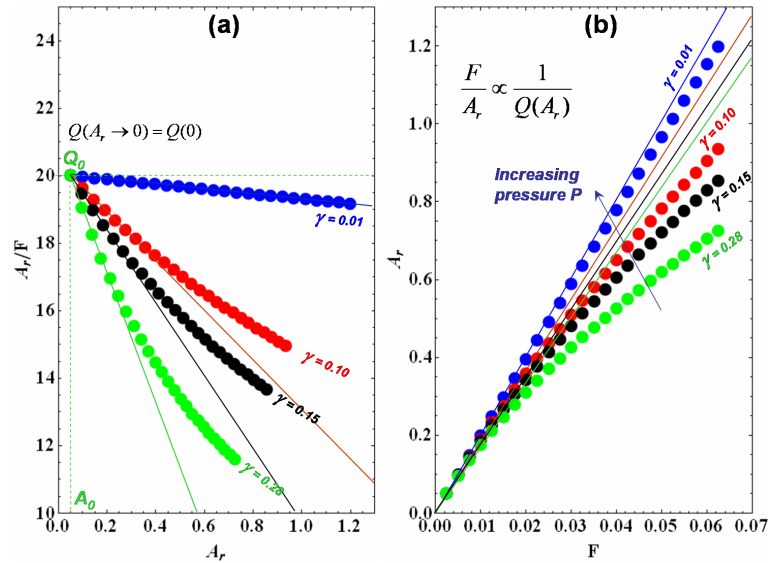 (a)
25
20
18
16
14
12
10
A_r/F
Q(A_r → 0) = Q(0)
Q_0
γ = 0.01
γ = 0.10
γ = 0.15
γ = 0.28
A_0
0.0 0.2 0.4 0.6 0.8 1.0 1.2
A_r
(b)
1.2
1.0
0.8
0.6
0.4
0.2
0.0
A_r
F/A_r ∝ 1/Q(A_r)
Increasing
pressure P
γ = 0.01
γ = 0.10
γ = 0.15
γ = 0.28
0.00 0.01 0.02 0.03 0.04 0.05 0.06 0.07
F